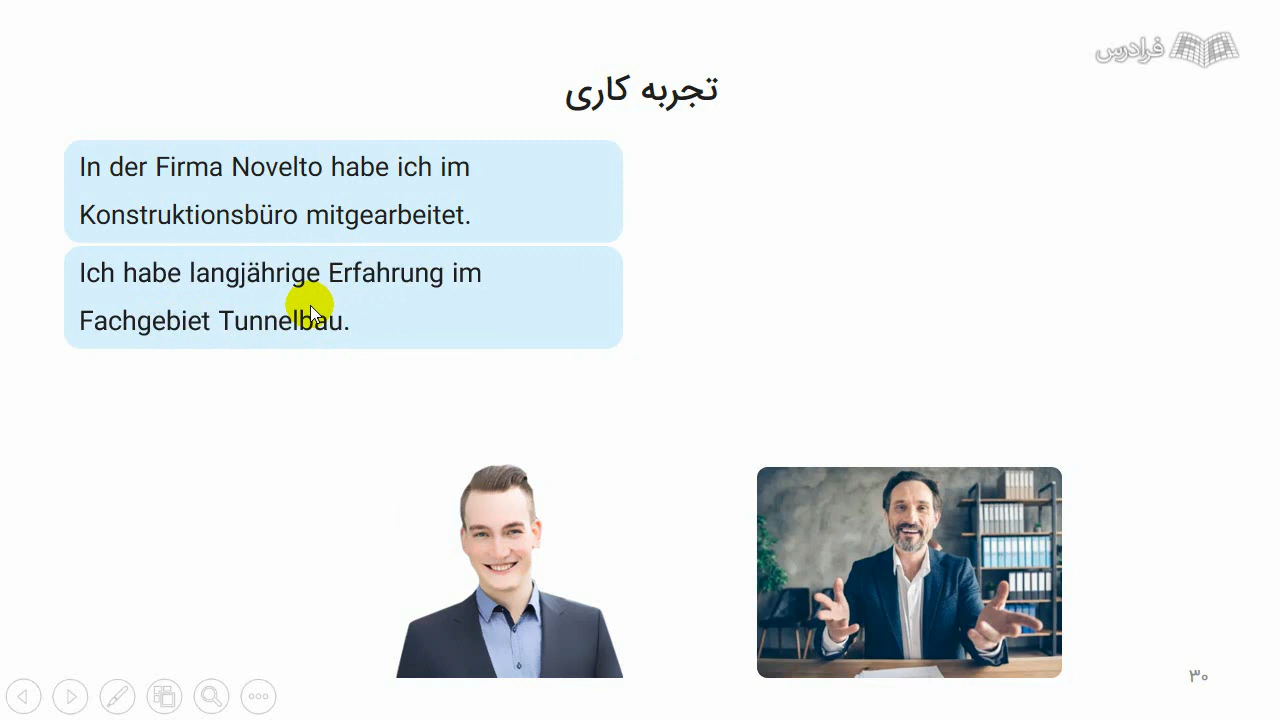 فرادرس
تجربه کاری
In der Firma Novelto habe ich im
Konstruktionsbüro mitgearbeitet.
Ich habe langjährige Erfahrung im
Fachgebiet Tunnelbau.
۳۰